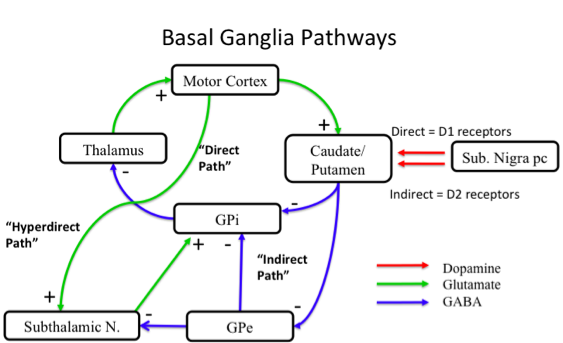 Basal Ganglia Pathways
Motor Cortex
+
+
Thalamus
-
"Direct
Path"
Caudate/
Putamen
Direct = D1 receptors
Sub. Nigra pc
Indirect = D2 receptors
"Hyperdirect
Path"
GPi
-
+ -
"Indirect
Path"
+
Subthalamic N.
-
GPe
-
Dopamine
Glutamate
GABA